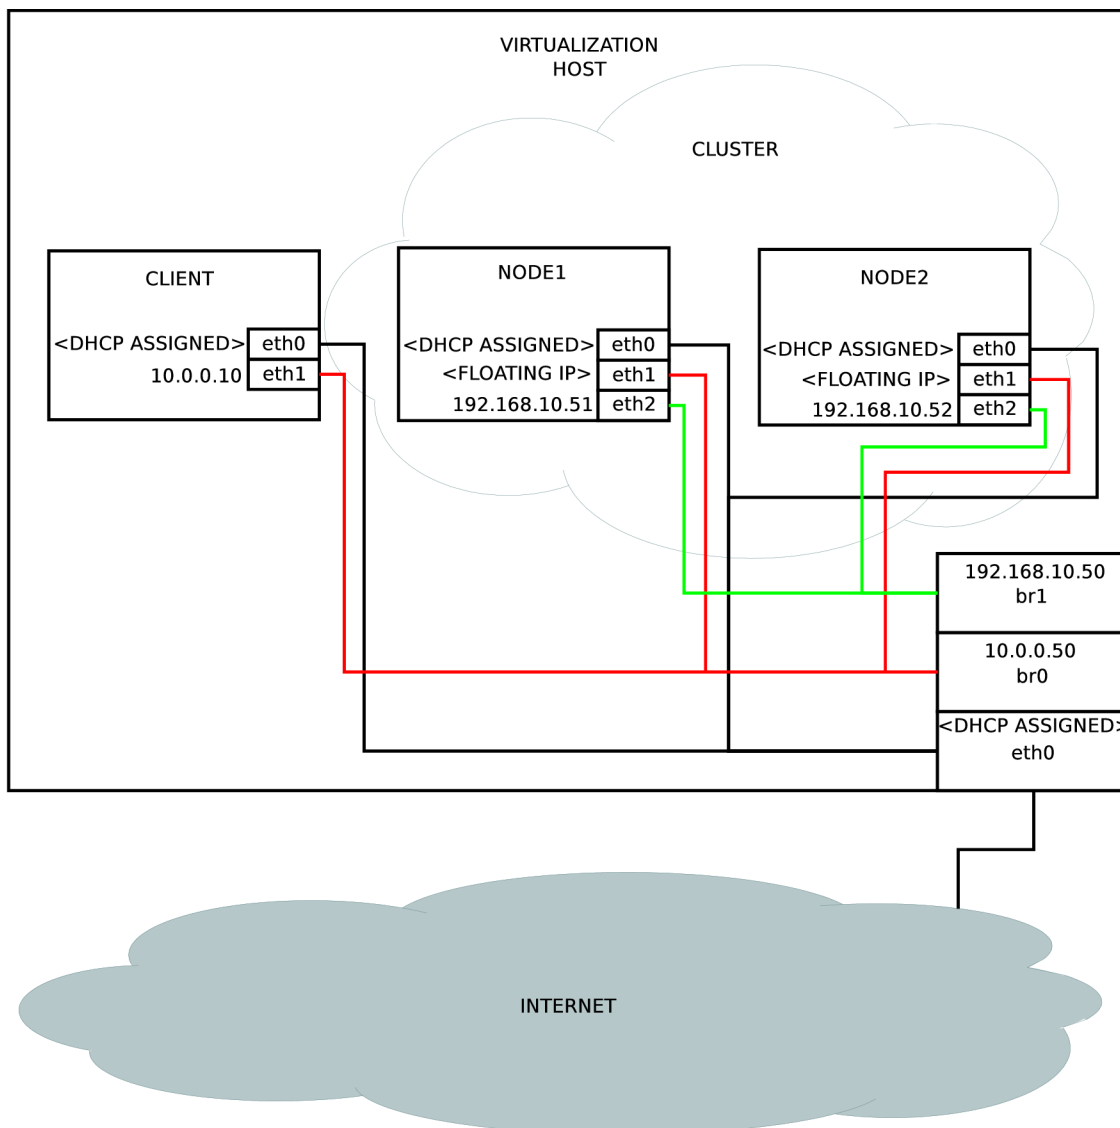 VIRTUALIZATION
HOST
CLUSTER
CLIENT
<DHCP ASSIGNED> eth0
10.0.0.10 eth1
NODE1
<DHCP ASSIGNED> eth0
<FLOATING IP> eth1
192.168.10.51 eth2
NODE2
<DHCP ASSIGNED> eth0
<FLOATING IP> eth1
192.168.10.52 eth2
192.168.10.50
br1
10.0.0.50
br0
<DHCP ASSIGNED>
eth0
INTERNET